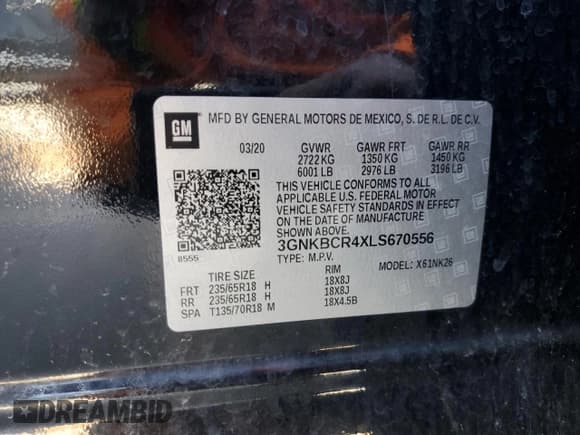 GM
MFD BY GENERAL MOTORS DE MEXICO, S. DE R.L. DE C.V.
03/20 GVWR GAWR FRT GAWR RR
2722 KG 1350 KG 1450 KG
6001 LB 2976 LB 3196 LB
THIS VEHICLE CONFORMS TO ALL
APPLICABLE U.S. FEDERAL MOTOR
VEHICLE SAFETY STANDARDS IN EFFECT
ON THE DATE OF MANUFACTURE
SHOWN ABOVE.
3GNKBCR4XLS670556
8555 TYPE: M.P.V. MODEL: X61NK26
TIRE SIZE RIM
FRT 235/65R18 H 18X8J
RR 235/65R18 H 18X8J
SPA T135/70R18 M 18X4.5B
DREAMBID